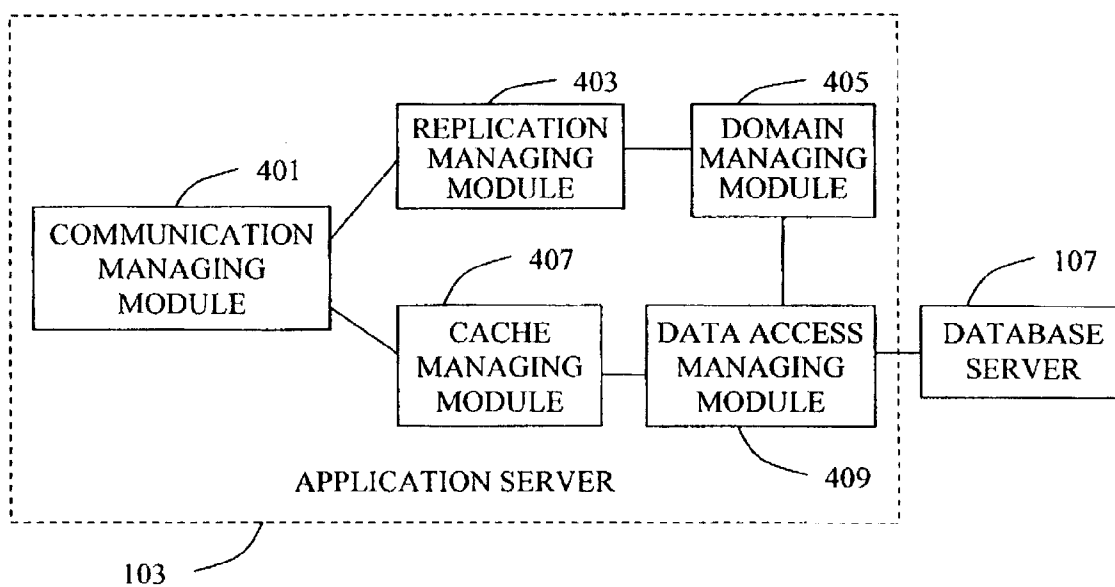 403
REPLICATION
MANAGING
MODULE
405
DOMAIN
MANAGING
MODULE
401
COMMUNICATION
MANAGING
MODULE
407
CACHE
MANAGING
MODULE
DATA ACCESS
MANAGING
MODULE
409
107
DATABASE
SERVER
APPLICATION SERVER
103